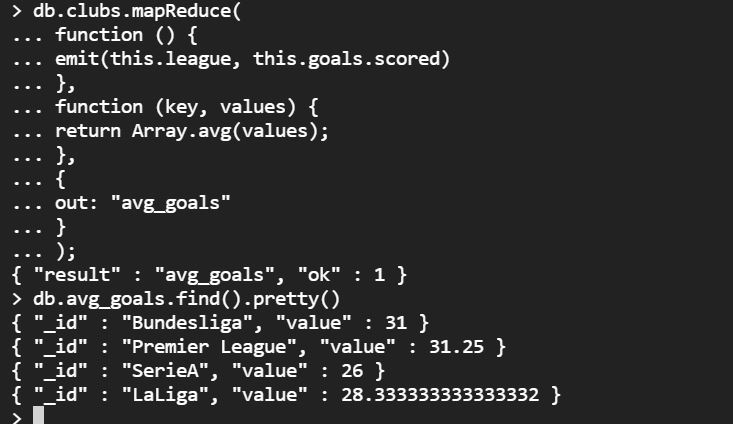 > db.clubs.mapReduce(
... function () {
... emit(this.league, this.goals.scored)
... },
... function (key, values) {
... return Array.avg(values);
... },
... {
... out: "avg_goals"
... }
... );
{ "result" : "avg_goals", "ok" : 1 }
> db.avg_goals.find().pretty()
{ "_id" : "Bundesliga", "value" : 31 }
{ "_id" : "Premier League", "value" : 31.25 }
{ "_id" : "SerieA", "value" : 26 }
{ "_id" : "LaLiga", "value" : 28.333333333333332 }
>